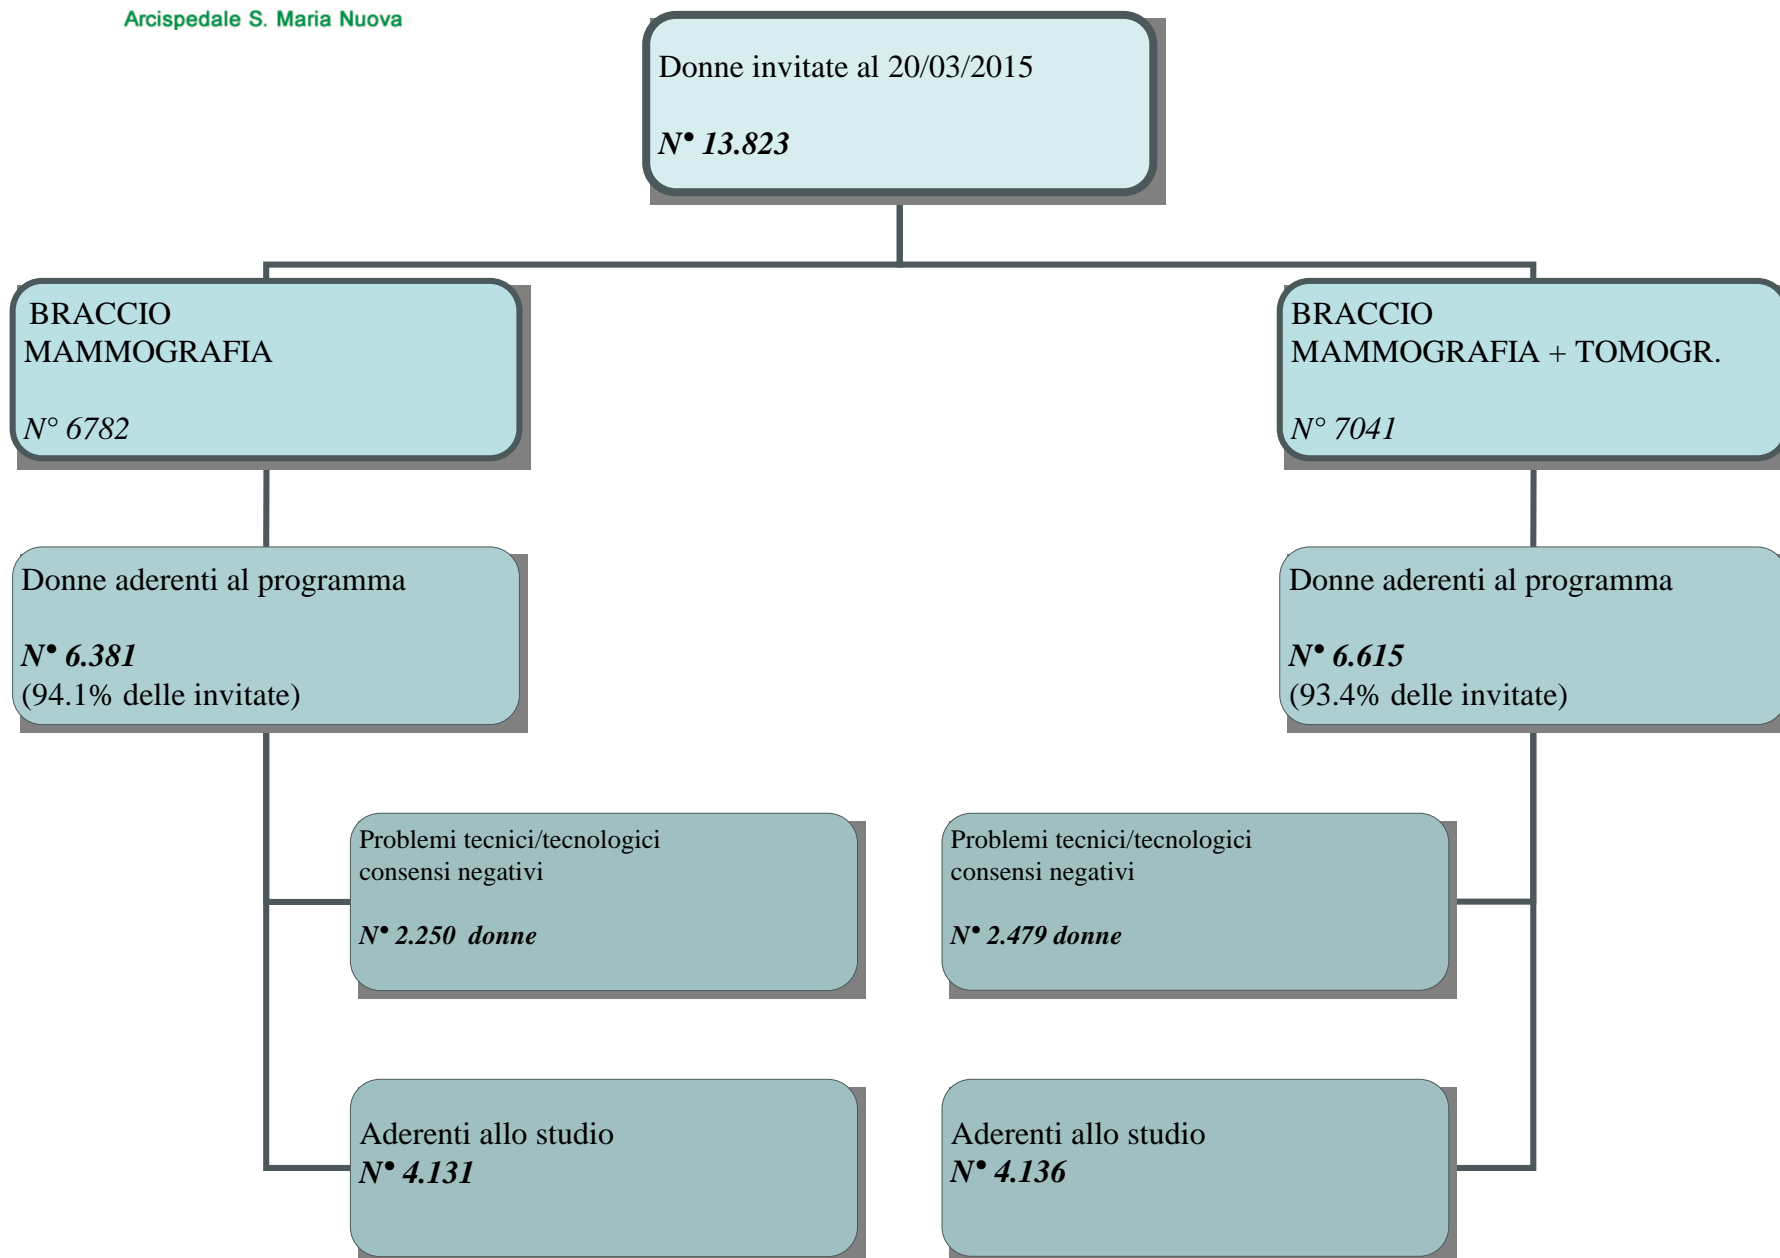 Arcispedale S. Maria Nuova
Donne invitate al 20/03/2015
N• 13.823
BRACCIO
MAMMOGRAFIA
N° 6782
BRACCIO
MAMMOGRAFIA + TOMOGR.
N° 7041
Donne aderenti al programma
N• 6.381
(94.1% delle invitate)
Donne aderenti al programma
N• 6.615
(93.4% delle invitate)
Problemi tecnici/tecnologici
consensi negativi
N• 2.250 donne
Problemi tecnici/tecnologici
consensi negativi
N• 2.479 donne
Aderenti allo studio
N• 4.131
Aderenti allo studio
N• 4.136